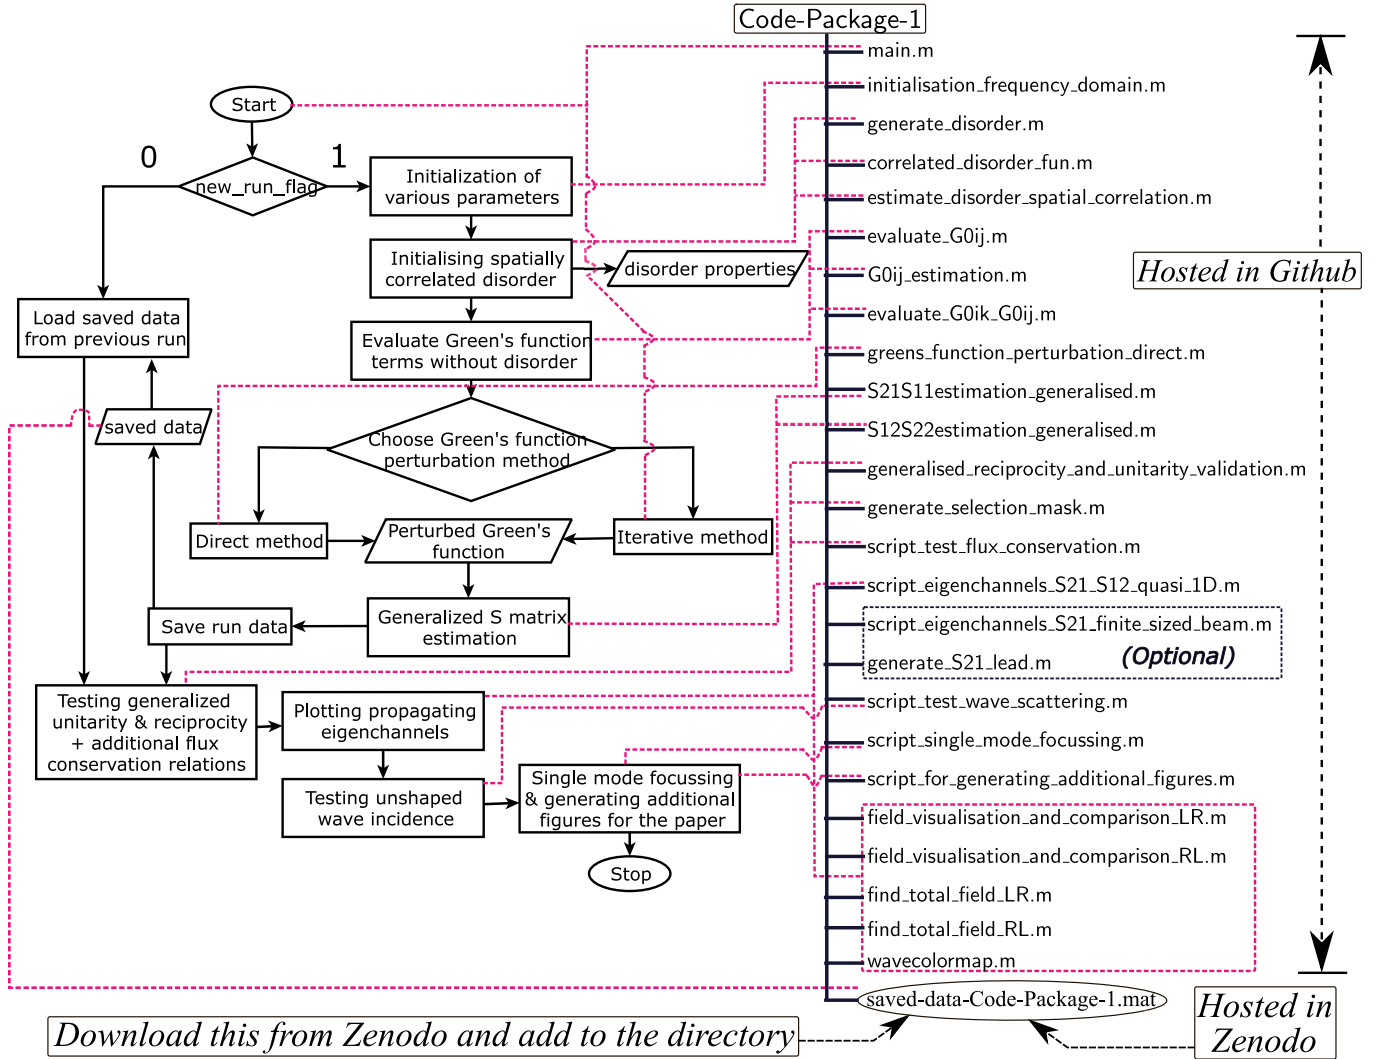 Code-Package-1
main.m
initialisation_frequency_domain.m
generate_disorder.m
correlated_disorder_fun.m
estimate_disorder_spatial_correlation.m
evaluate_G0ij.m
G0ij_estimation.m
evaluate_G0ik_G0ij.m
greens_function_perturbation_direct.m
S21S11estimation_generalised.m
S12S22estimation_generalised.m
generalised_reciprocity_and_unitarity_validation.m
generate_selection_mask.m
script_test_flux_conservation.m
script_eigenchannels_S21_S12_quasi_1D.m
script_eigenchannels_S21_finite_sized_beam.m
generate_S21_lead.m
(Optional)
script_test_wave_scattering.m
script_single_mode_focussing.m
script_for_generating_additional_figures.m
field_visualisation_and_comparison_LR.m
field_visualisation_and_comparison_RL.m
find_total_field_LR.m
find_total_field_RL.m
wavecolormap.m
saved-data-Code-Package-1.mat
Hosted in Github
Hosted in
Zenodo
Download this from Zenodo and add to the directory
Start
0
1
new_run_flag
Initialization of
various parameters
Initialising spatially
correlated disorder
disorder properties
Load saved data
from previous run
Evaluate Green's function
terms without disorder
saved data
Choose Green's function
perturbation method
Direct method
Perturbed Green's
function
Iterative method
Save run data
Generalized S matrix
estimation
Testing generalized
unitarity & reciprocity
+ additional flux
conservation relations
Plotting propagating
eigenchannels
Testing unshaped
wave incidence
Single mode focussing
& generating additional
figures for the paper
Stop